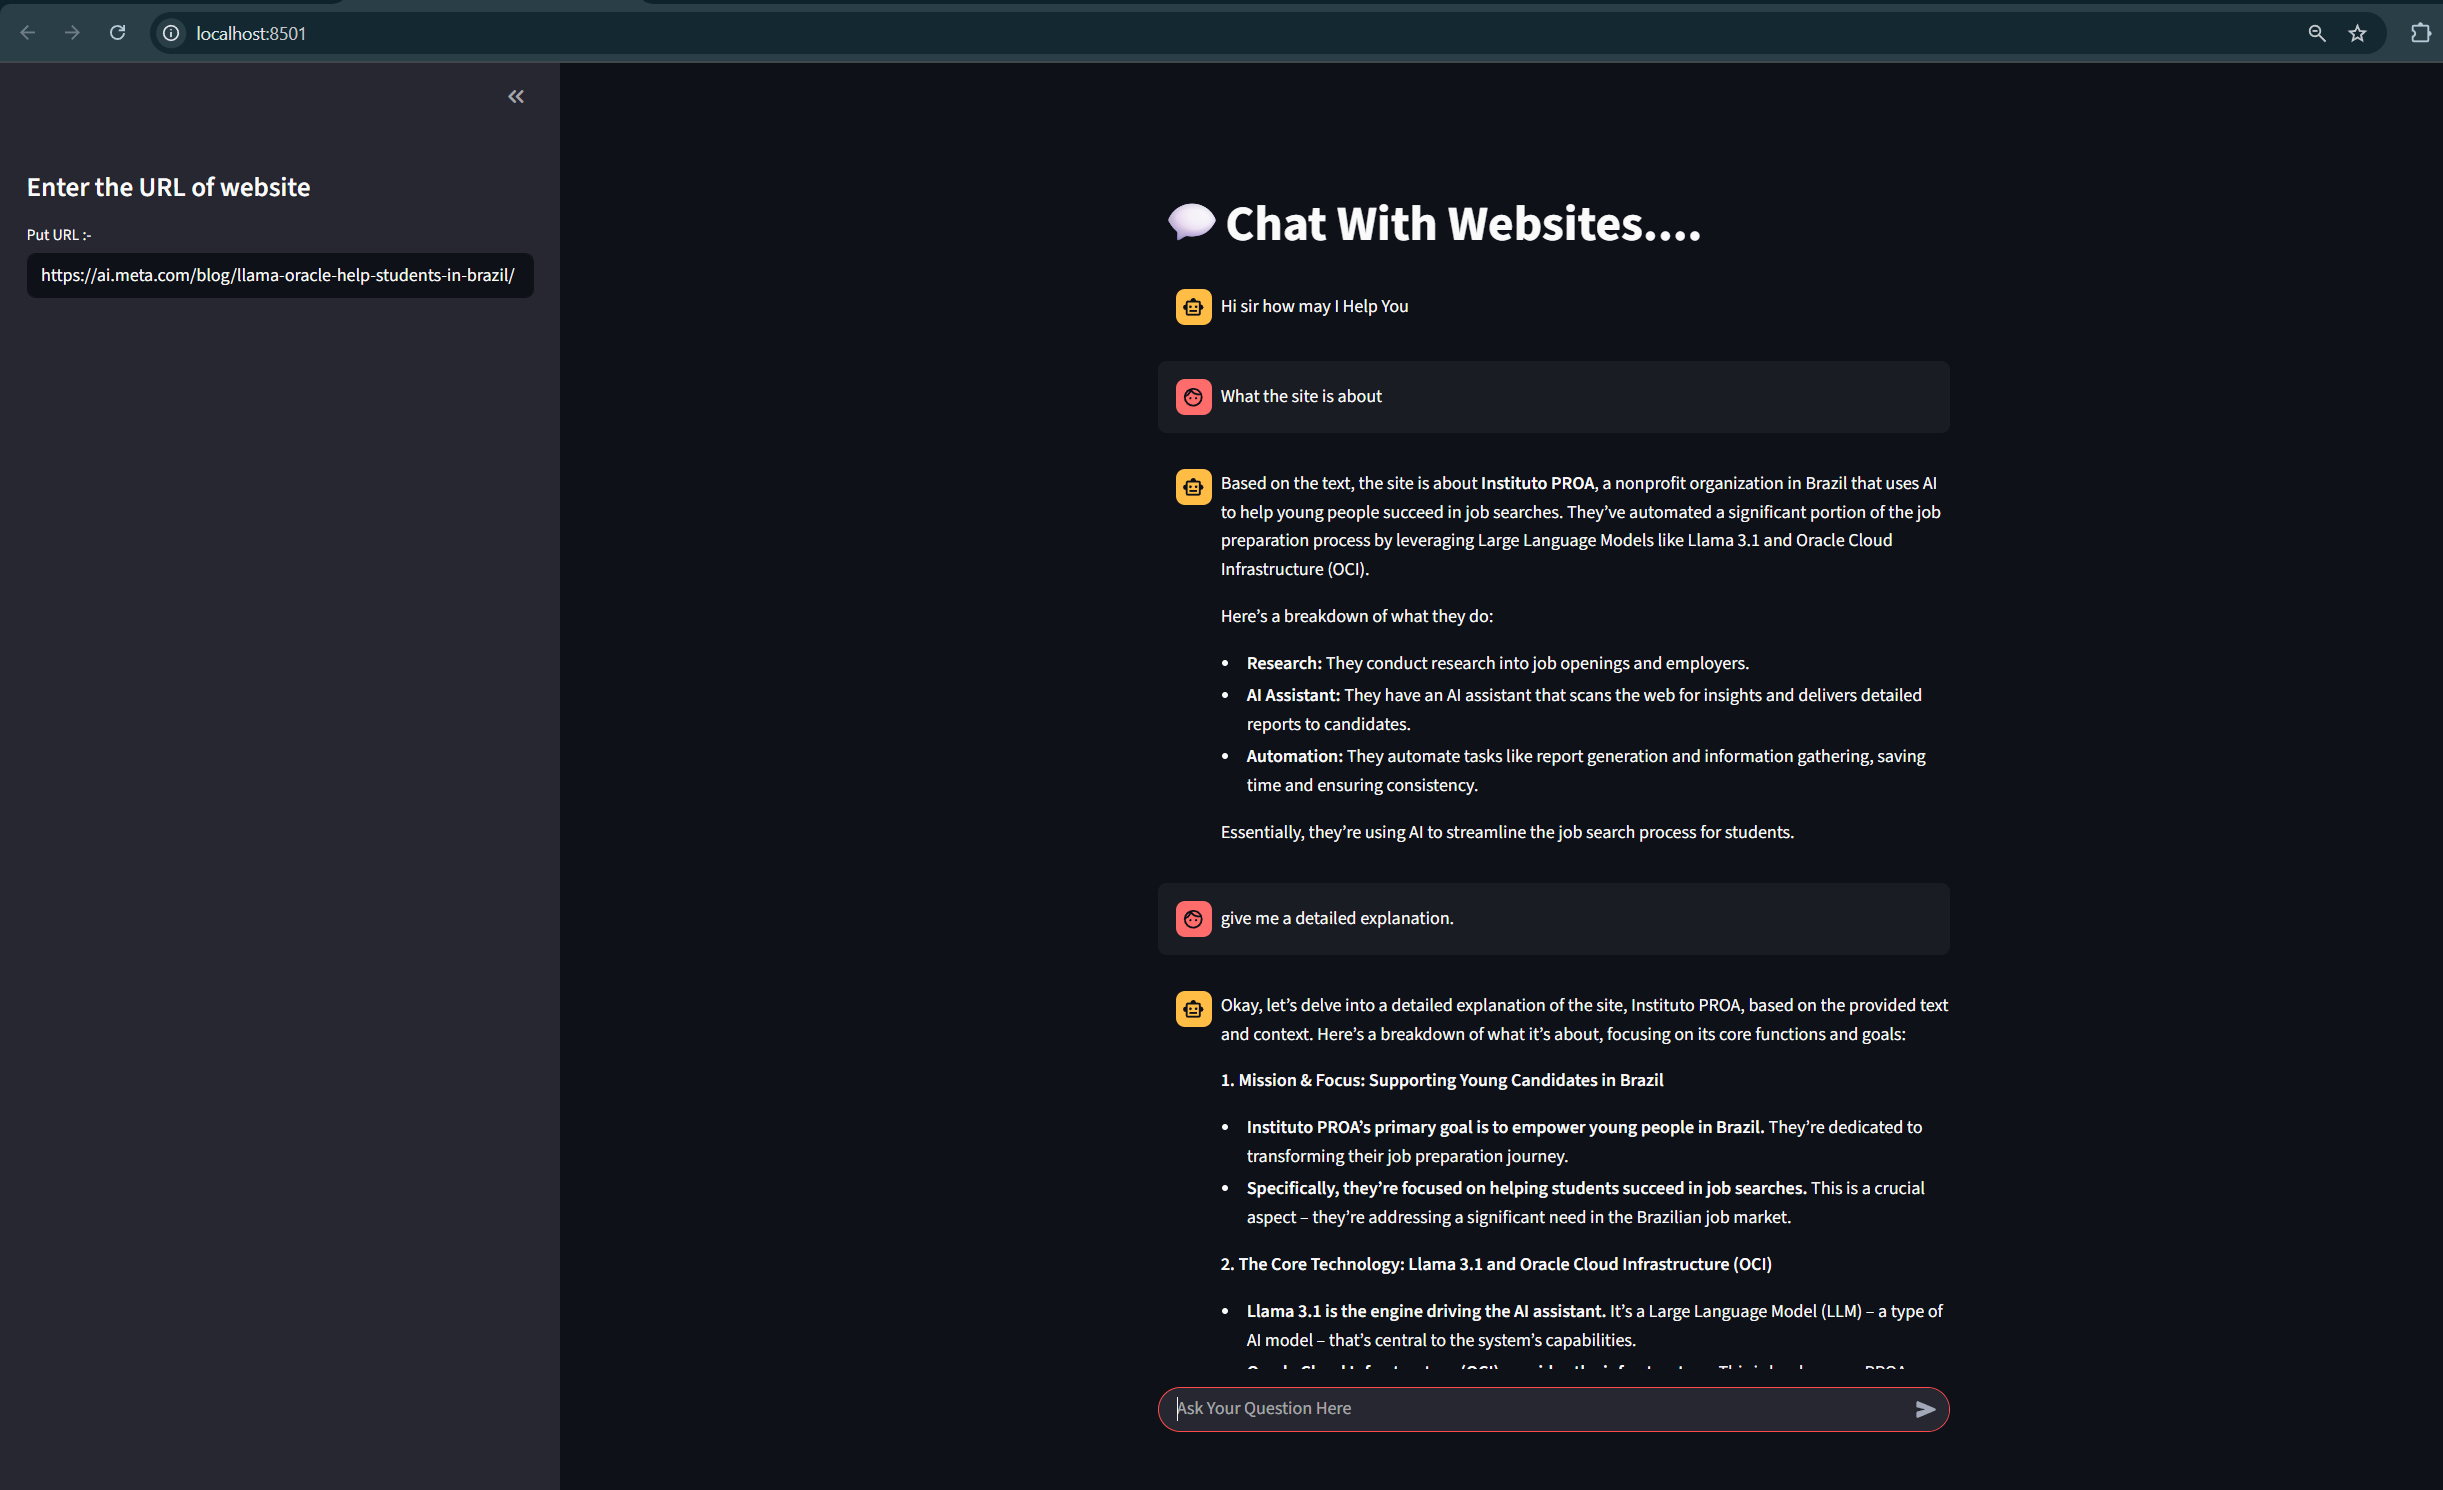 localhost:8501
Enter the URL of website
Put URL :-
https://ai.meta.com/blog/llama-oracle-help-students-in-brazil/
Chat With Websites....
Hi sir how may I Help You
What the site is about
Based on the text, the site is about Instituto PROA, a nonprofit organization in Brazil that uses AI
to help young people succeed in job searches. They've automated a significant portion of the job
preparation process by leveraging Large Language Models like Llama 3.1 and Oracle Cloud
Infrastructure (OCI).
Here's a breakdown of what they do:
• Research: They conduct research into job openings and employers.
• AI Assistant: They have an AI assistant that scans the web for insights and delivers detailed
reports to candidates.
• Automation: They automate tasks like report generation and information gathering, saving
time and ensuring consistency.
Essentially, they're using AI to streamline the job search process for students.
give me a detailed explanation.
Okay, let's delve into a detailed explanation of the site, Instituto PROA, based on the provided text
and context. Here's a breakdown of what it's about, focusing on its core functions and goals:
1. Mission & Focus: Supporting Young Candidates in Brazil
• Instituto PROA's primary goal is to empower young people in Brazil. They're dedicated to
transforming their job preparation journey.
• Specifically, they're focused on helping students succeed in job searches. This is a crucial
aspect – they're addressing a significant need in the Brazilian job market.
2. The Core Technology: Llama 3.1 and Oracle Cloud Infrastructure (OCI)
• Llama 3.1 is the engine driving the AI assistant. It's a Large Language Model (LLM) – a type of
AI model – that's central to the system's capabilities.
Ask Your Question Here